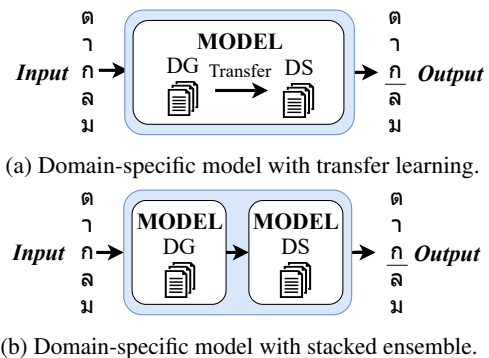 ต
า
ก
ล
ม
Input
MODEL
DG Transfer DS
ต
า
ก
ล
ม
Output
(a) Domain-specific model with transfer learning.
ต
า
ก
ล
ม
Input
MODEL
DG
MODEL
DS
ต
า
ก
ล
ม
Output
(b) Domain-specific model with stacked ensemble.